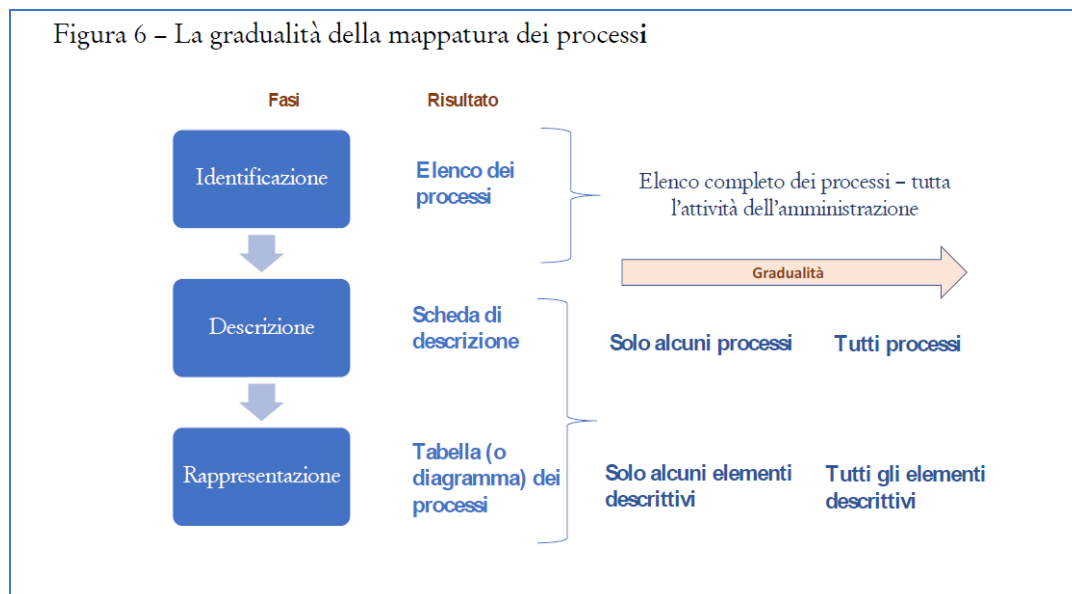 Figura 6 – La gradualità della mappatura dei processi
Fasi
Risultato
Identificazione
Elenco dei
processi
Elenco completo dei processi – tutta
l'attività dell'amministrazione
Gradualità
Descrizione
Scheda di
descrizione
Solo alcuni processi
Tutti processi
Rappresentazione
Tabella (o
diagramma) dei
processi
Solo alcuni elementi
descrittivi
Tutti gli elementi
descrittivi